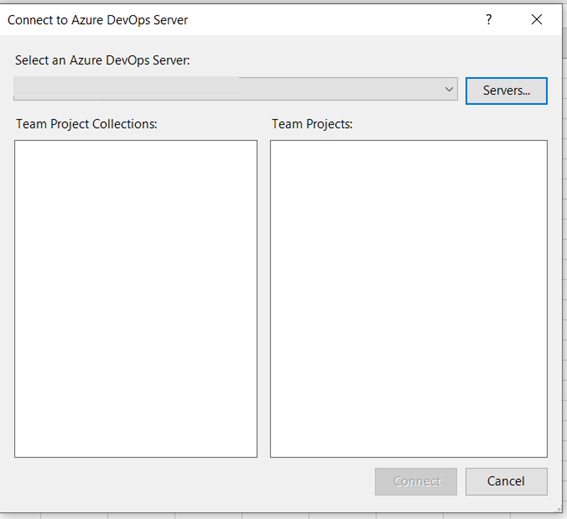 Connect to Azure DevOps Server
?
Select an Azure DevOps Server:
Servers...
Team Project Collections:
Team Projects:
Connect
Cancel